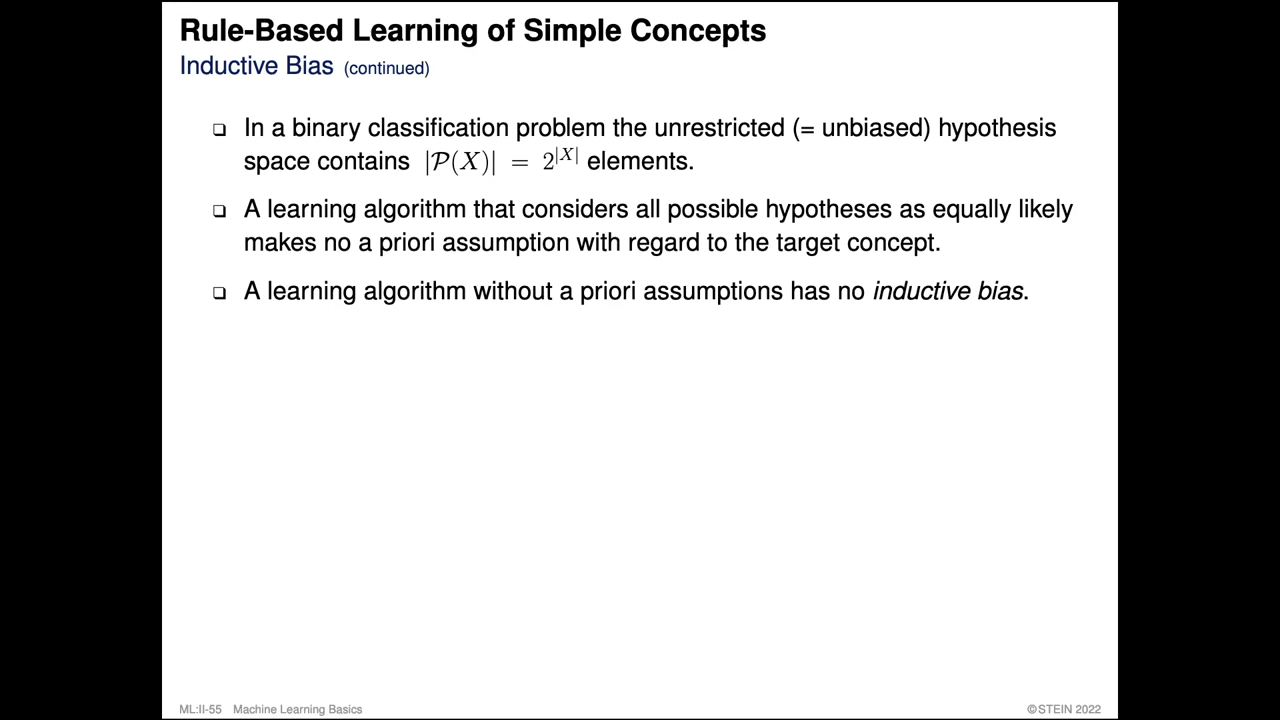 Rule-Based Learning of Simple Concepts
Inductive Bias (continued)
❑ In a binary classification problem the unrestricted (= unbiased) hypothesis
space contains |𝒫(X)| = 2^|X| elements.
❑ A learning algorithm that considers all possible hypotheses as equally likely
makes no a priori assumption with regard to the target concept.
❑ A learning algorithm without a priori assumptions has no inductive bias.
ML:II-55 Machine Learning Basics ©STEIN 2022